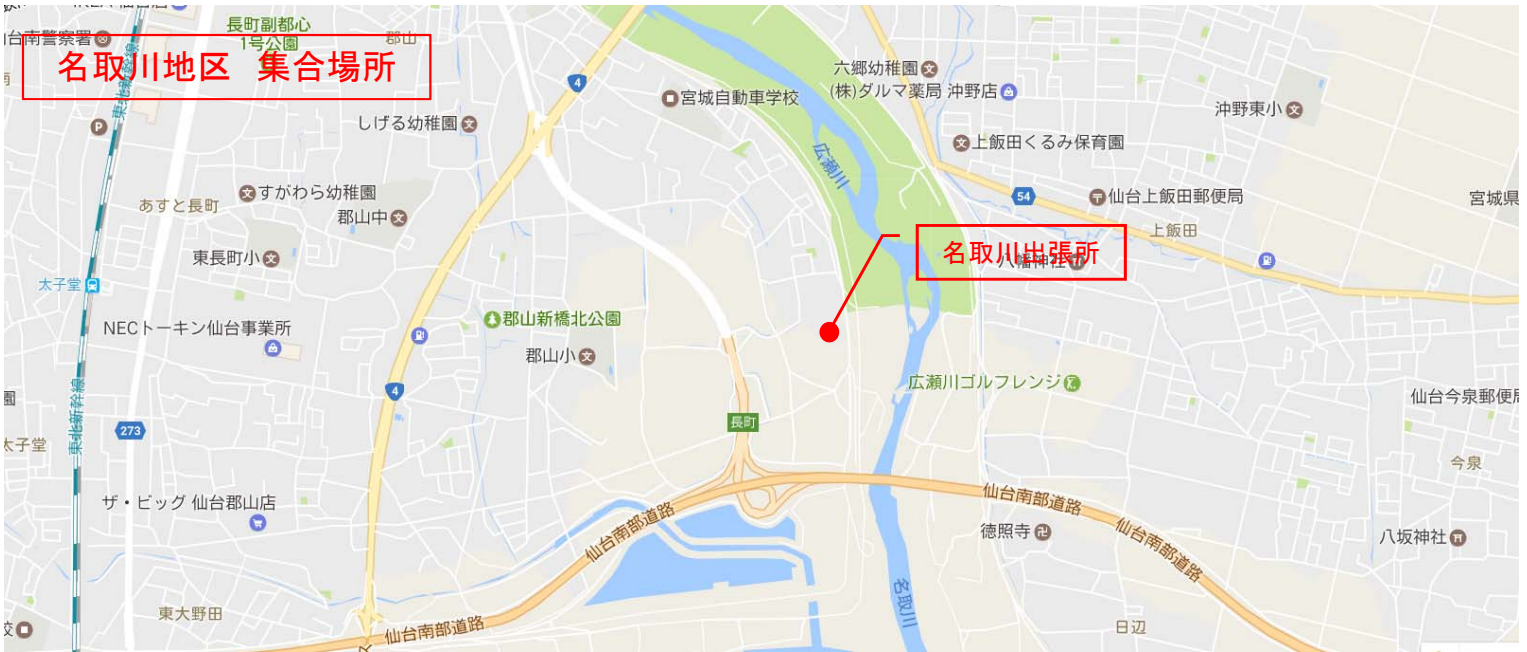 長町副都心
1号公園
台南警察署
郡山
名取川地区 集合場所
東北新幹線
4
六郷幼稚園
(株)ダルマ薬局 沖野店
宮城自動車学校
沖野東小
P
しげる幼稚園
上飯田くるみ保育園
広瀬川
すがわら幼稚園
あすと長町
郡山中
54
仙台上飯田郵便局
宮城県
上飯田
名取川出張所
八幡神社
東長町小
太子堂
郡山新橋北公園
NECトーキン仙台事業所
郡山小
広瀬川ゴルフレンジ
4
仙台今泉郵便局
園
東北新幹線
273
長町
太子堂
今泉
ザ・ビッグ 仙台郡山店
仙台南部道路
仙台南部道路
徳照寺
仙台南部道路
八坂神社
名取川
東大野田
仙台南部道路
日辺
校